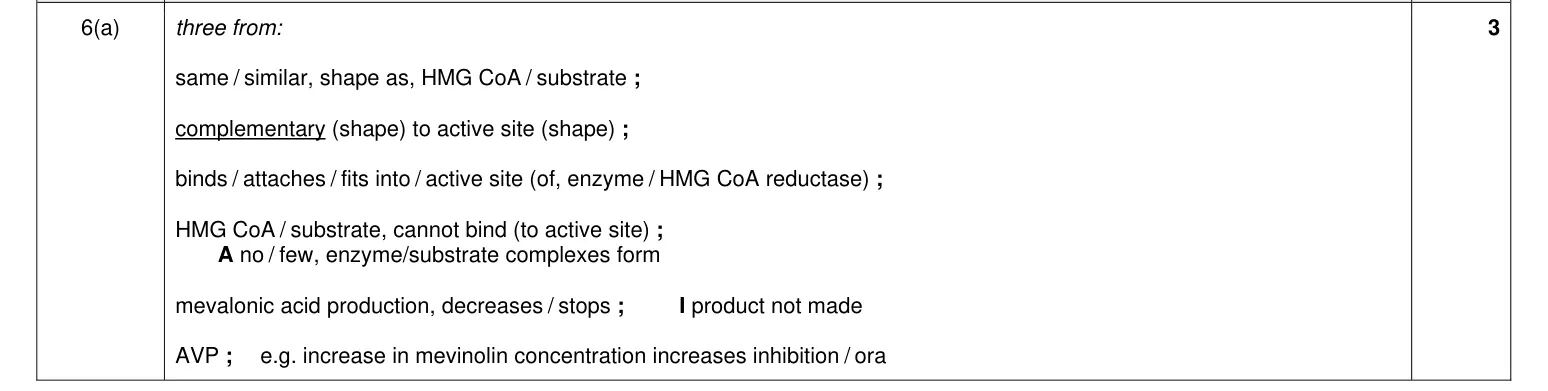 6(a) three from: 3
same / similar, shape as, HMG CoA / substrate ;
complementary (shape) to active site (shape) ;
binds / attaches / fits into / active site (of, enzyme / HMG CoA reductase) ;
HMG CoA / substrate, cannot bind (to active site) ;
A no / few, enzyme/substrate complexes form
mevalonic acid production, decreases / stops ; I product not made
AVP ; e.g. increase in mevinolin concentration increases inhibition / ora